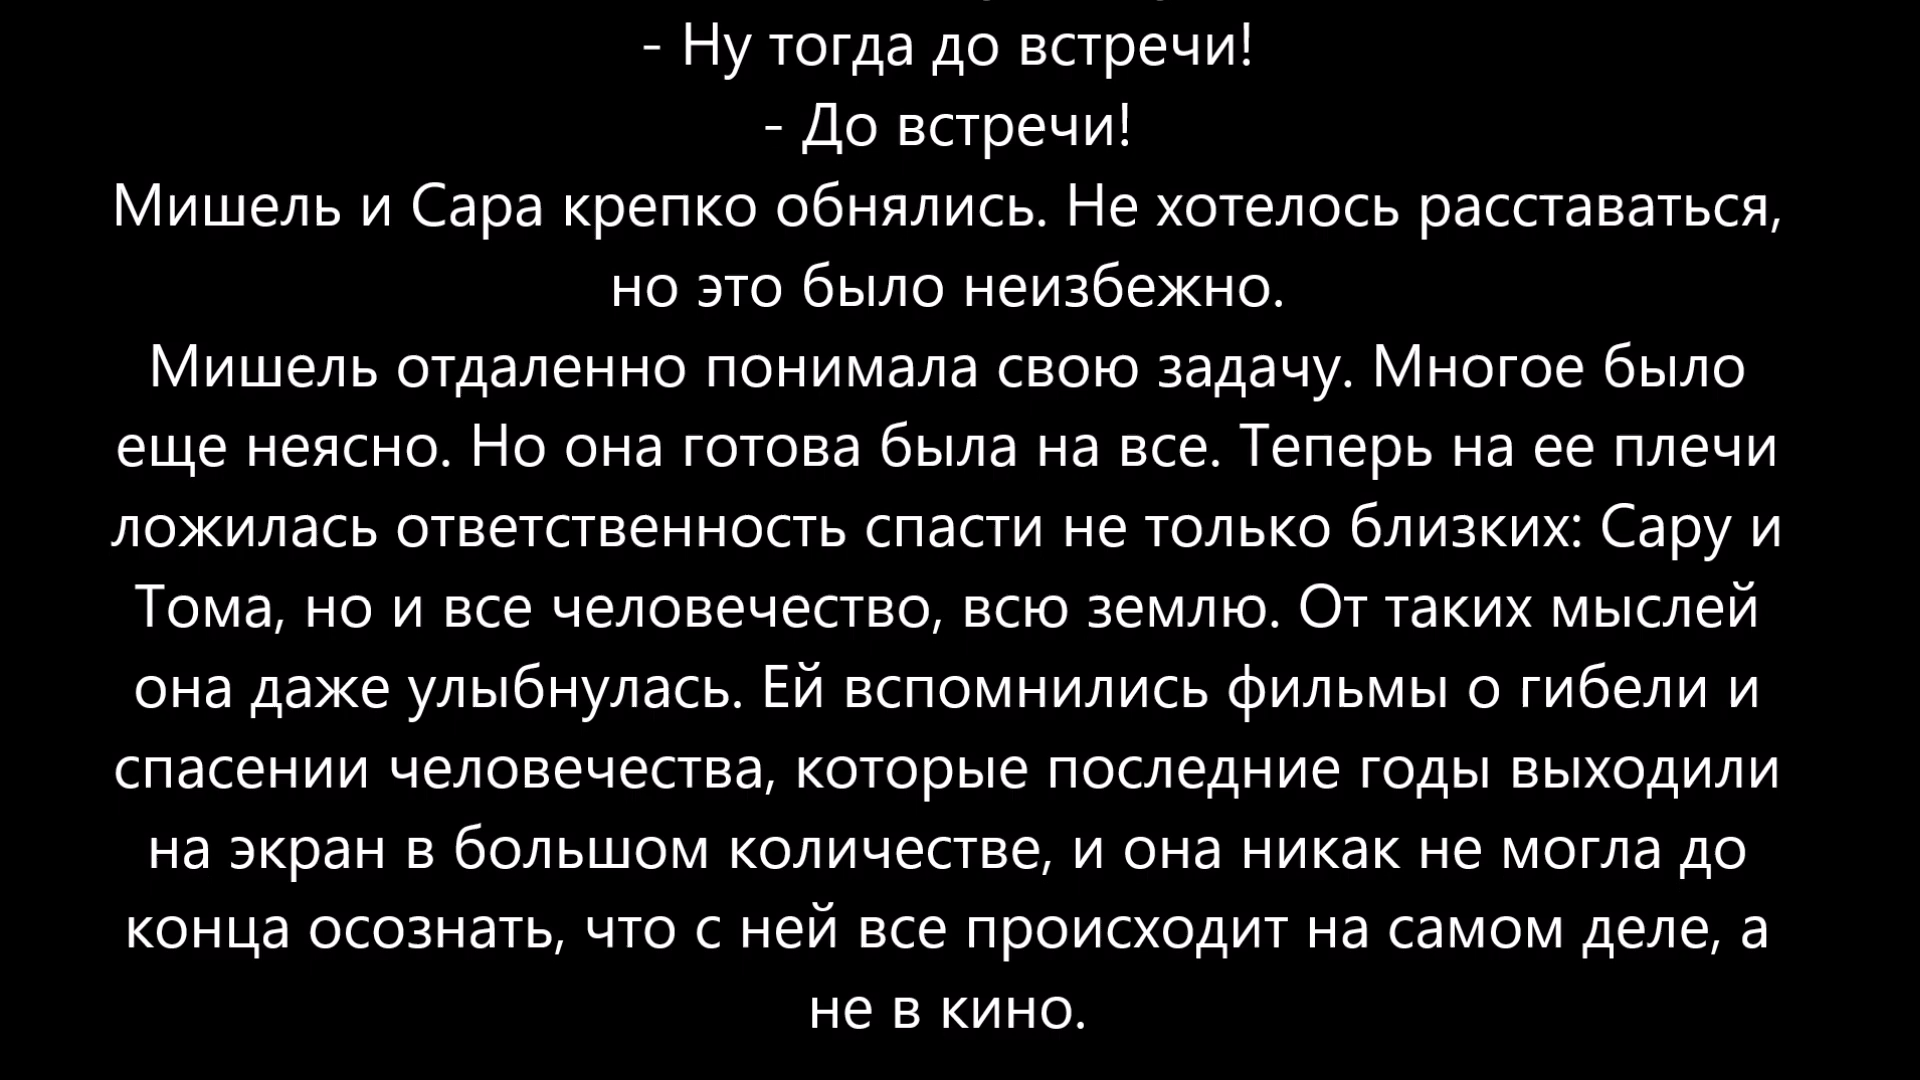 - Ну тогда до встречи!
- До встречи!
Мишель и Сара крепко обнялись. Не хотелось расставаться,
но это было неизбежно.
Мишель отдаленно понимала свою задачу. Многое было
еще неясно. Но она готова была на все. Теперь на ее плечи
ложилась ответственность спасти не только близких: Сару и
Тома, но и все человечество, всю землю. От таких мыслей
она даже улыбнулась. Ей вспомнились фильмы о гибели и
спасении человечества, которые последние годы выходили
на экран в большом количестве, и она никак не могла до
конца осознать, что с ней все происходит на самом деле, а
не в кино.